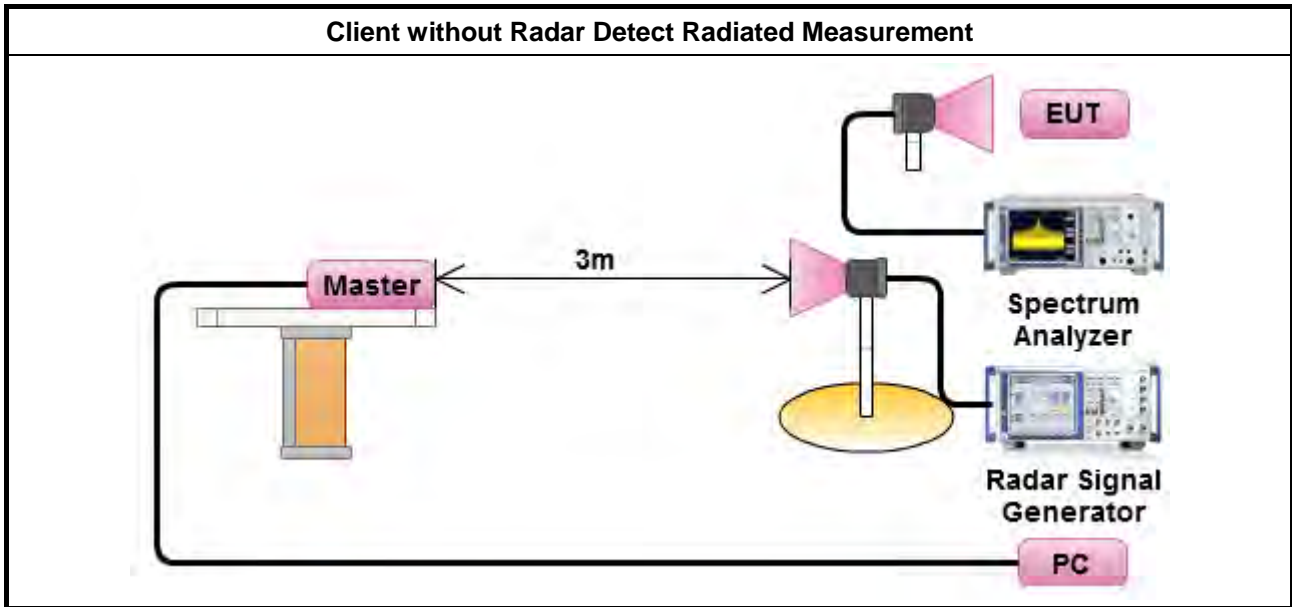 Client without Radar Detect Radiated Measurement
EUT
3m
Master
Spectrum
Analyzer
Radar Signal
Generator
PC